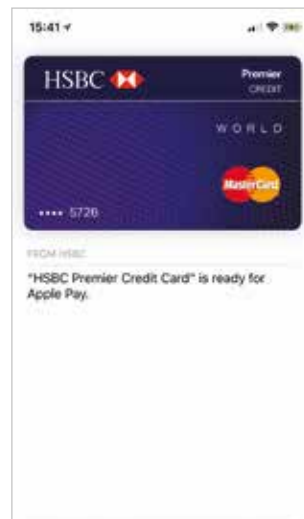 15:41
HSBC
Premier
CREDIT
WORLD
MasterCard
•••• 5726
FROM HSBC
"HSBC Premier Credit Card" is ready for
Apple Pay.